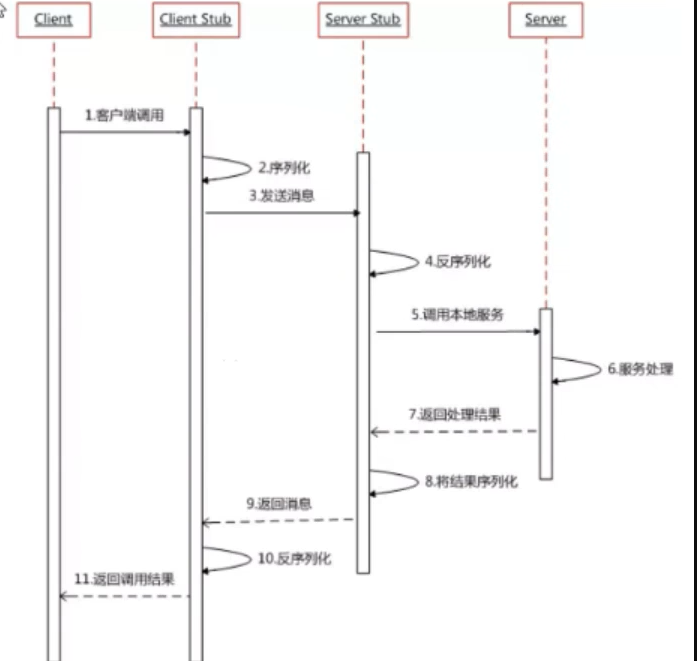 Client
Client Stub
Server Stub
Server
1.客户端调用
2.序列化
3.发送消息
4.反序列化
5.调用本地服务
6.服务处理
7.返回处理结果
8.将结果序列化
9.返回消息
10.反序列化
11.返回调用结果